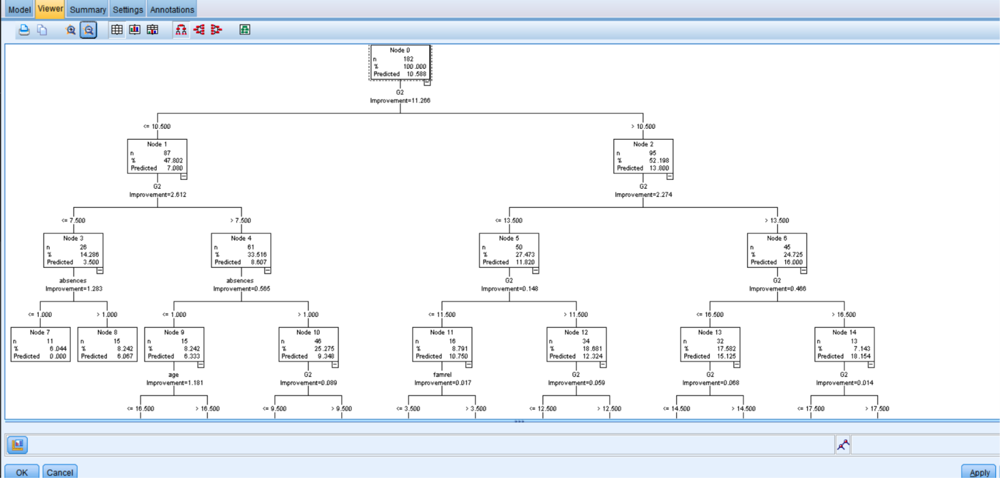 Model Viewer Summary Settings Annotations
Node 0
n 182
% 100.000
Predicted 10.588
G2
Improvement=11.266
<= 10.500 > 10.500
Node 1
n 87
% 47.802
Predicted 7.080
G2
Improvement=2.612
Node 2
n 95
% 52.198
Predicted 13.800
G2
Improvement=2.274
<= 7.500 > 7.500 <= 13.500 > 13.500
Node 3
n 26
% 14.286
Predicted 3.500
absences
Improvement=1.283
Node 4
n 61
% 33.516
Predicted 8.607
absences
Improvement=0.565
Node 5
n 50
% 27.473
Predicted 11.820
G2
Improvement=0.148
Node 6
n 45
% 24.725
Predicted 16.000
G2
Improvement=0.466
<= 1.000 > 1.000 <= 1.000 > 1.000 <= 11.500 > 11.500 <= 16.500 > 16.500
Node 7
n 11
% 6.044
Predicted 0.000
Node 8
n 15
% 8.242
Predicted 6.067
Node 9
n 15
% 8.242
Predicted 6.333
age
Improvement=1.181
Node 10
n 46
% 25.275
Predicted 9.348
G2
Improvement=0.089
Node 11
n 16
% 8.791
Predicted 10.750
famrel
Improvement=0.017
Node 12
n 34
% 18.681
Predicted 12.324
G2
Improvement=0.059
Node 13
n 32
% 17.582
Predicted 15.125
G2
Improvement=0.068
Node 14
n 13
% 7.143
Predicted 18.154
G2
Improvement=0.014
<= 16.500 > 16.500 <= 9.500 > 9.500 <= 3.500 > 3.500 <= 12.500 > 12.500 <= 14.500 > 14.500 <= 17.500 > 17.500
OK Cancel Apply